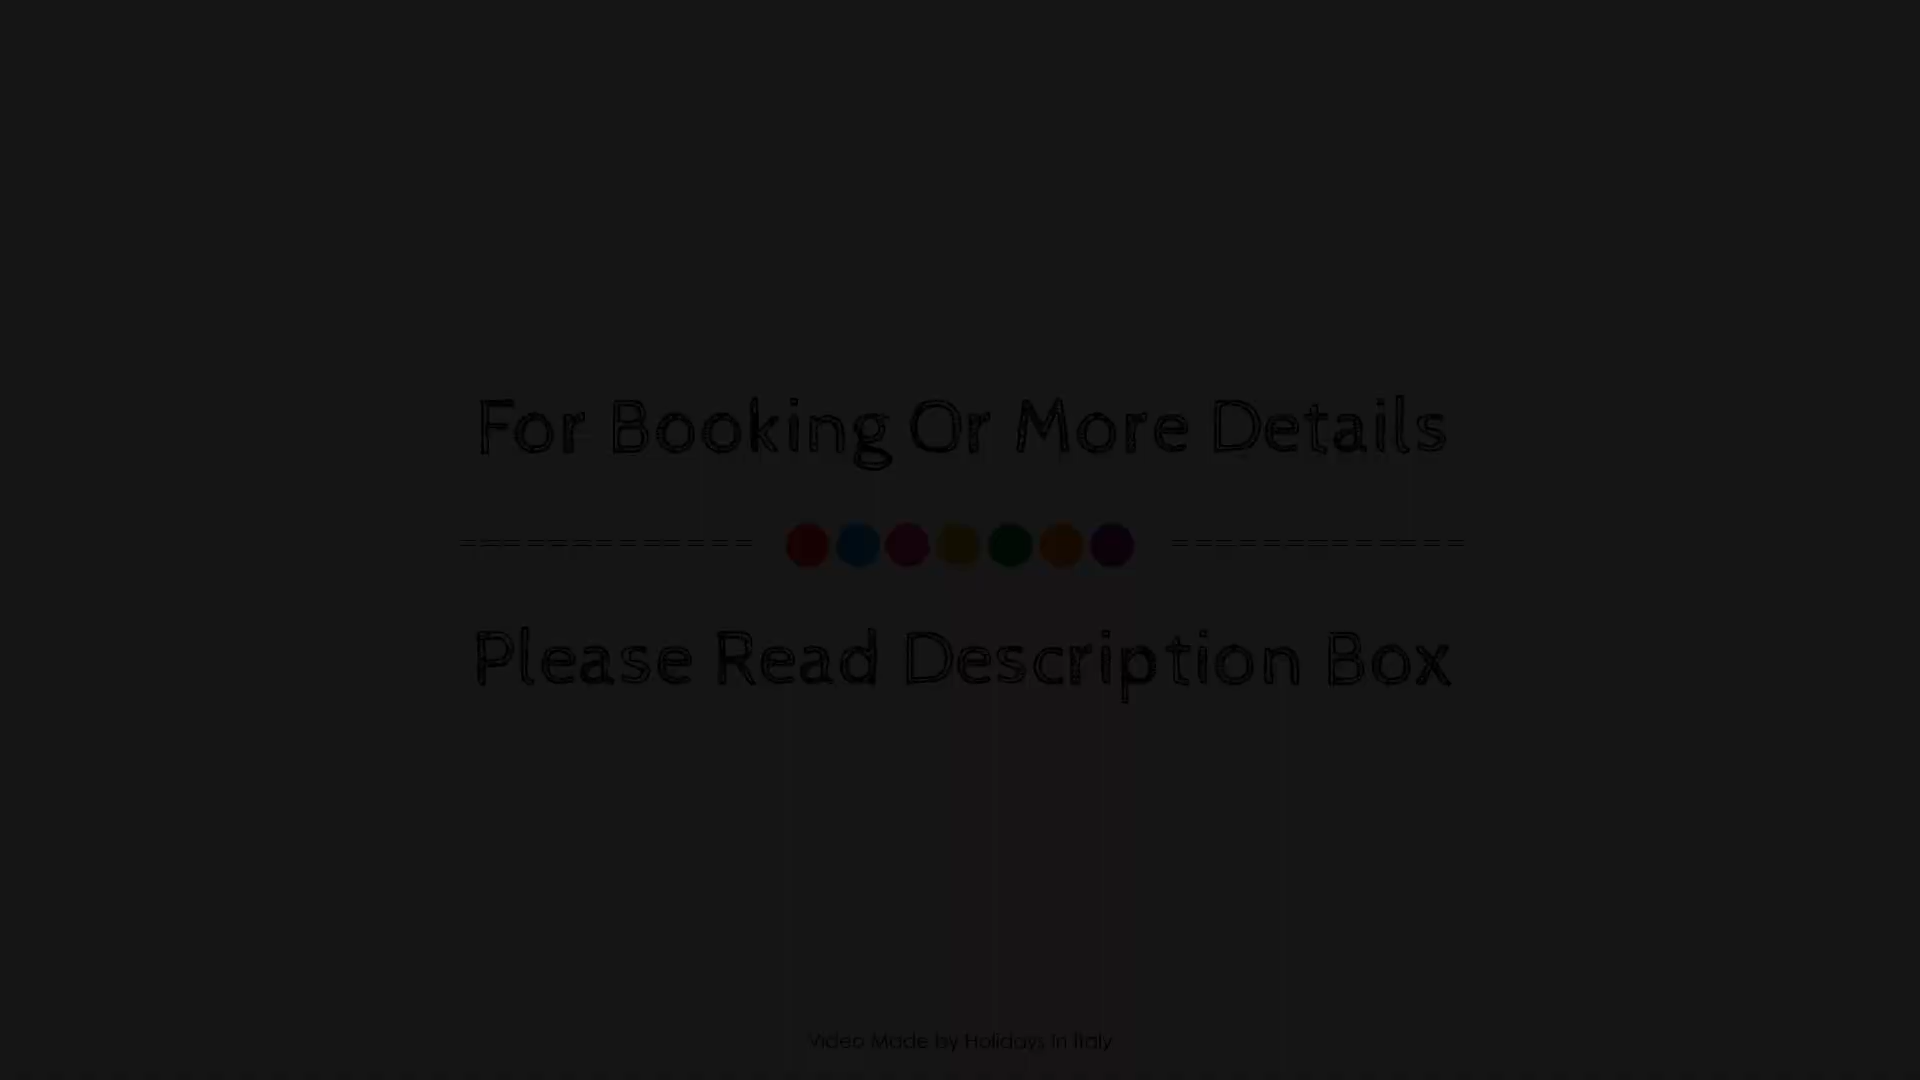 For Booking Or More Details
============= =============
Please Read Description Box
Video Made by Holidays In Italy